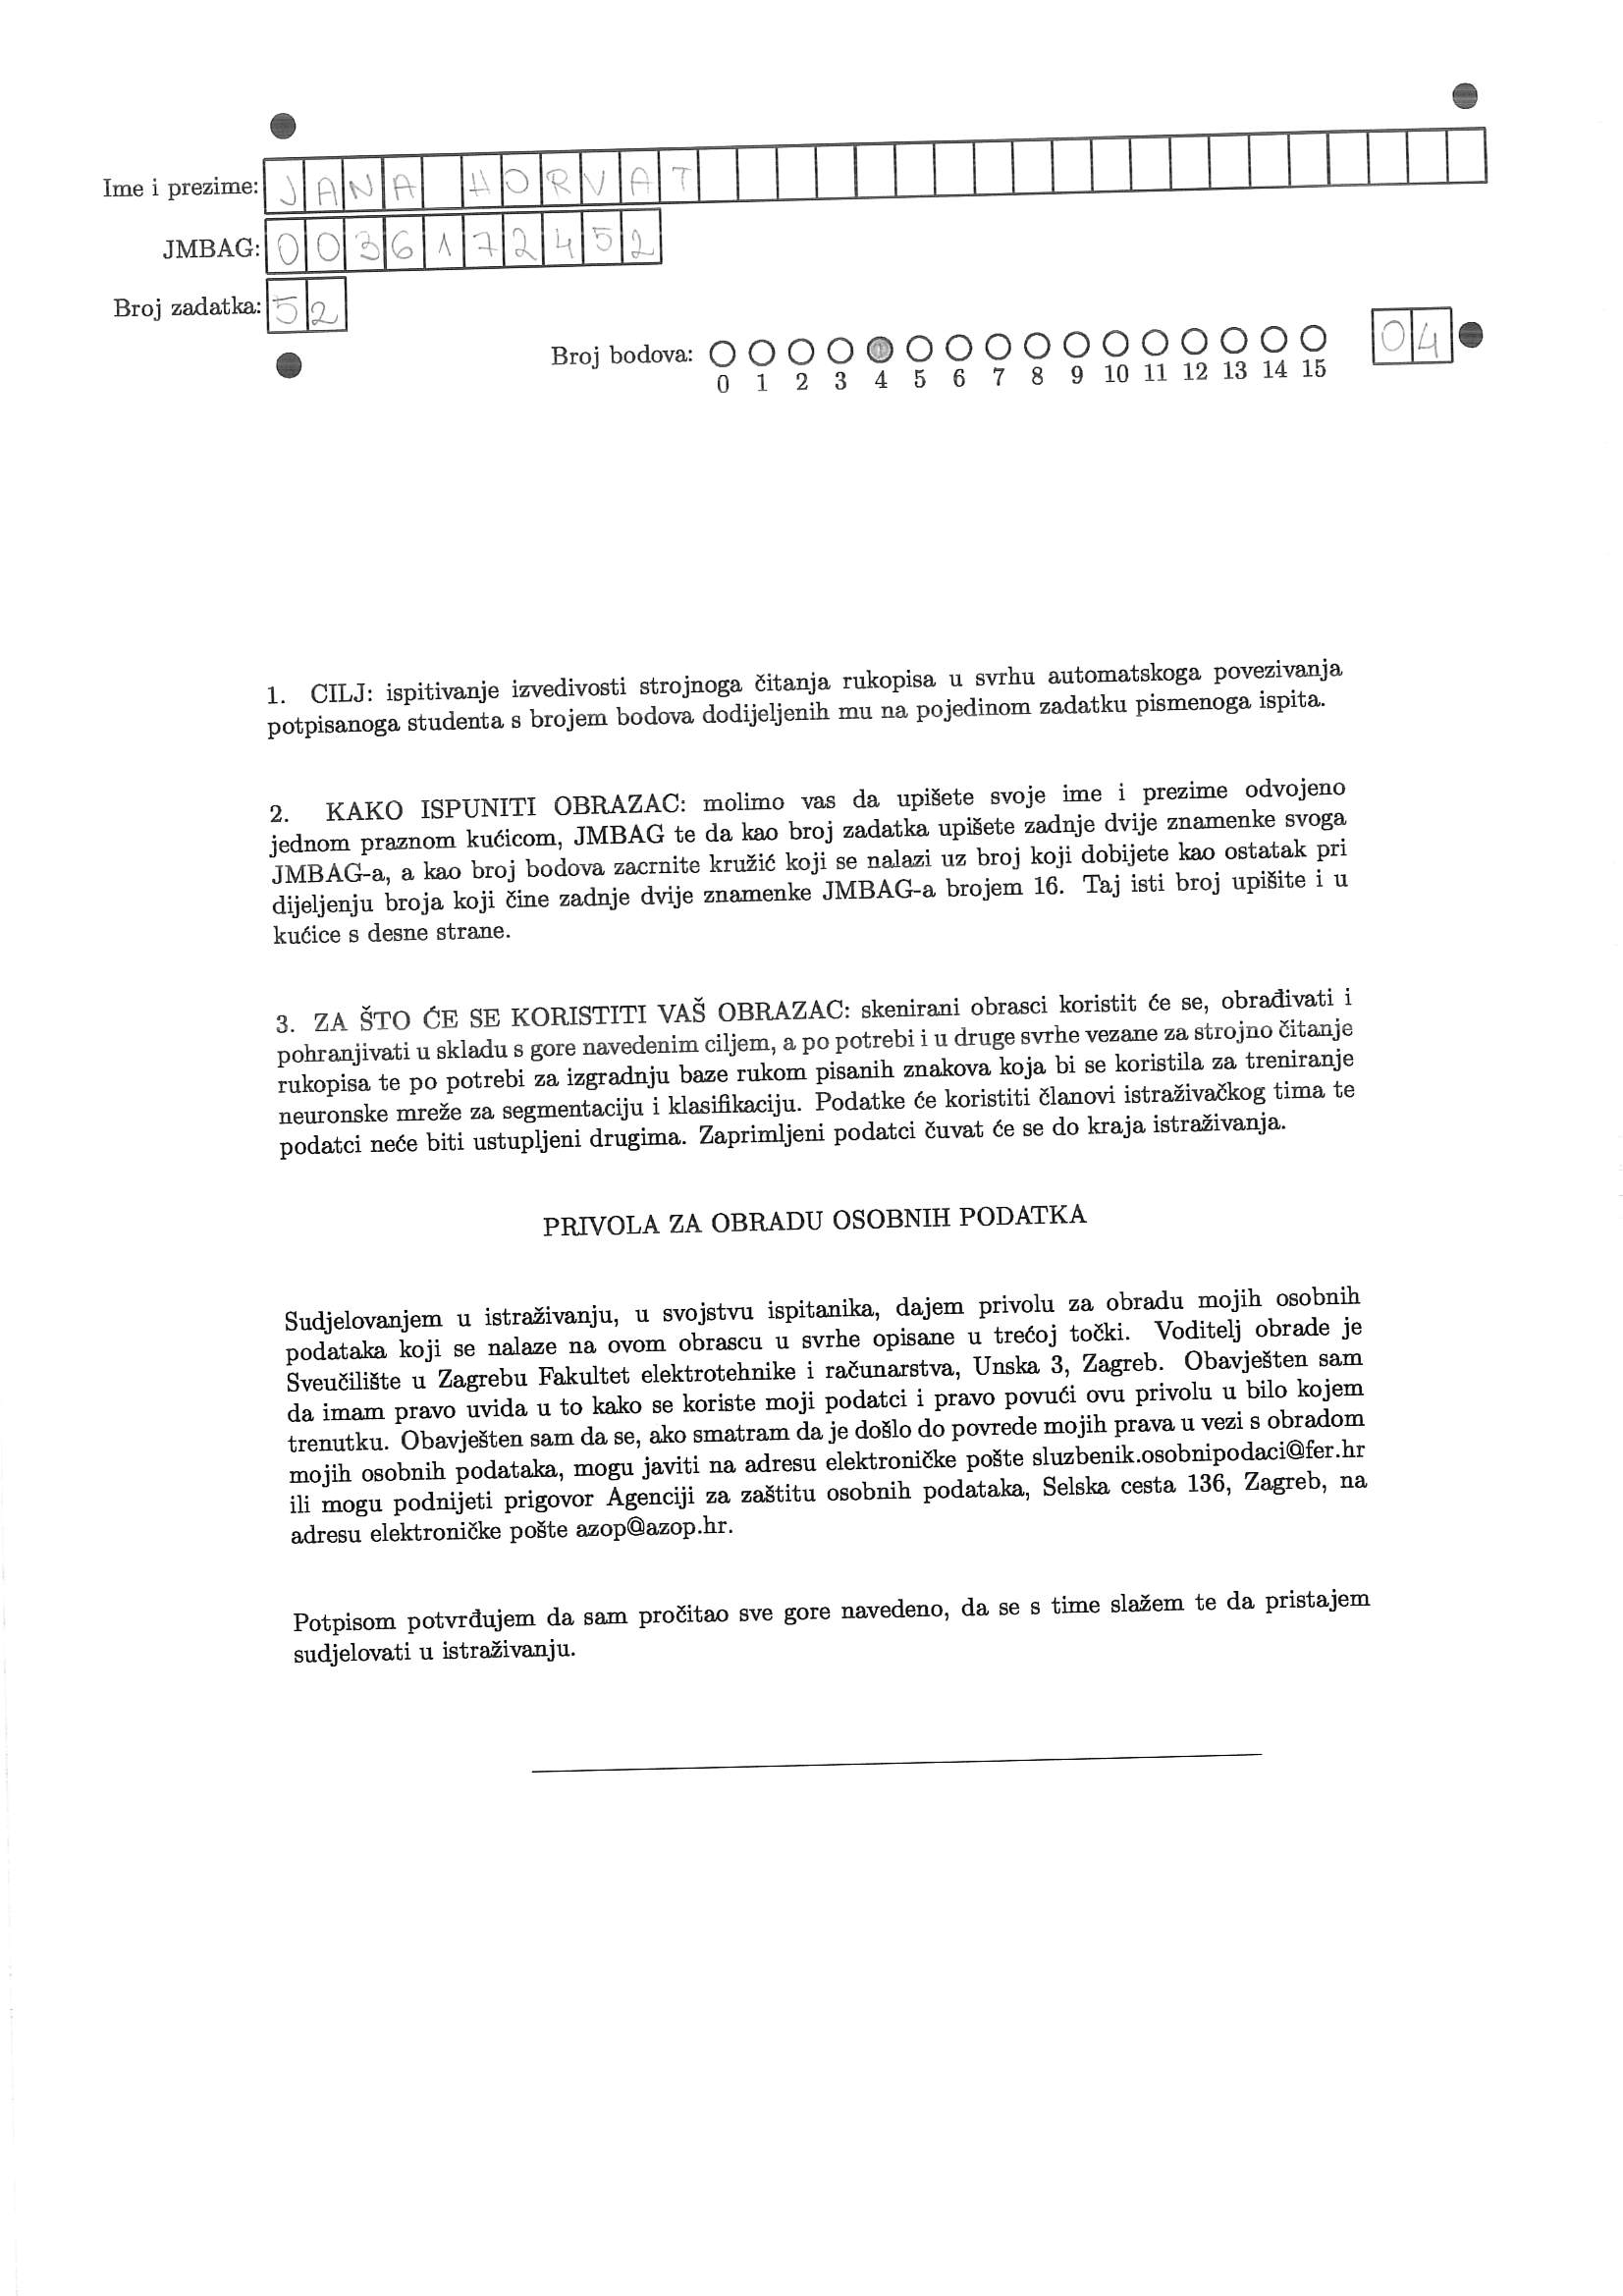 Ime i prezime: JANA HORVAT
JMBAG: 0036172452
Broj zadatka: 52
Broj bodova: 04
0 1 2 3 4 5 6 7 8 9 10 11 12 13 14 15
1. CILJ: ispitivanje izvedivosti strojnoga čitanja rukopisa u svrhu automatskoga povezivanja
potpisanoga studenta s brojem bodova dodijeljenih mu na pojedinom zadatku pismenoga ispita.
2. KAKO ISPUNITI OBRAZAC: molimo vas da upišete svoje ime i prezime odvojeno
jednom praznom kućicom, JMBAG te da kao broj zadatka upišete zadnje dvije znamenke svoga
JMBAG-a, a kao broj bodova zacrnite kružić koji se nalazi uz broj koji dobijete kao ostatak pri
dijeljenju broja koji čine zadnje dvije znamenke JMBAG-a brojem 16. Taj isti broj upišite i u
kućice s desne strane.
3. ZA ŠTO ĆE SE KORISTITI VAŠ OBRAZAC: skenirani obrasci koristit će se, obrađivati i
pohranjivati u skladu s gore navedenim ciljem, a po potrebi i u druge svrhe vezane za strojno čitanje
rukopisa te po potrebi za izgradnju baze rukom pisanih znakova koja bi se koristila za treniranje
neuronske mreže za segmentaciju i klasifikaciju. Podatke će koristiti članovi istraživačkog tima te
podatci neće biti ustupljeni drugima. Zaprimljeni podatci čuvat će se do kraja istraživanja.
PRIVOLA ZA OBRADU OSOBNIH PODATKA
Sudjelovanjem u istraživanju, u svojstvu ispitanika, dajem privolu za obradu mojih osobnih
podataka koji se nalaze na ovom obrascu u svrhe opisane u trećoj točki. Voditelj obrade je
Sveučilište u Zagrebu Fakultet elektrotehnike i računarstva, Unska 3, Zagreb. Obavješten sam
da imam pravo uvida u to kako se koriste moji podatci i pravo povući ovu privolu u bilo kojem
trenutku. Obavješten sam da se, ako smatram da je došlo do povrede mojih prava u vezi s obradom
mojih osobnih podataka, mogu javiti na adresu elektroničke pošte sluzbenik.osobnipodaci@fer.hr
ili mogu podnijeti prigovor Agenciji za zaštitu osobnih podataka, Selska cesta 136, Zagreb, na
adresu elektroničke pošte azop@azop.hr.
Potpisom potvrđujem da sam pročitao sve gore navedeno, da se s time slažem te da pristajem
sudjelovati u istraživanju.